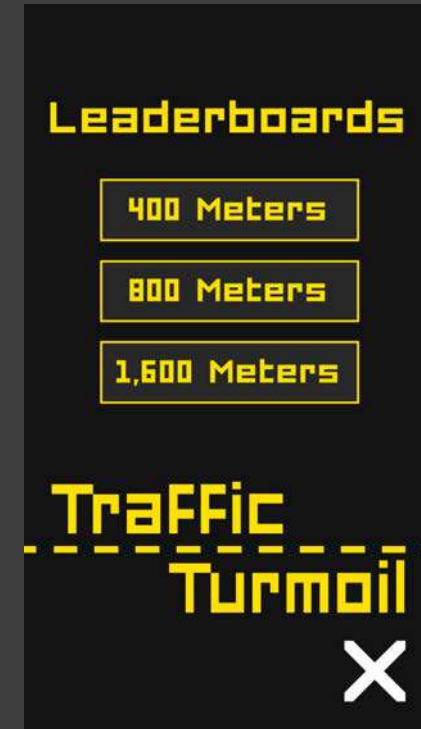 Leaderboards
400 Meters
800 Meters
1,600 Meters
Traffic
Turmoil